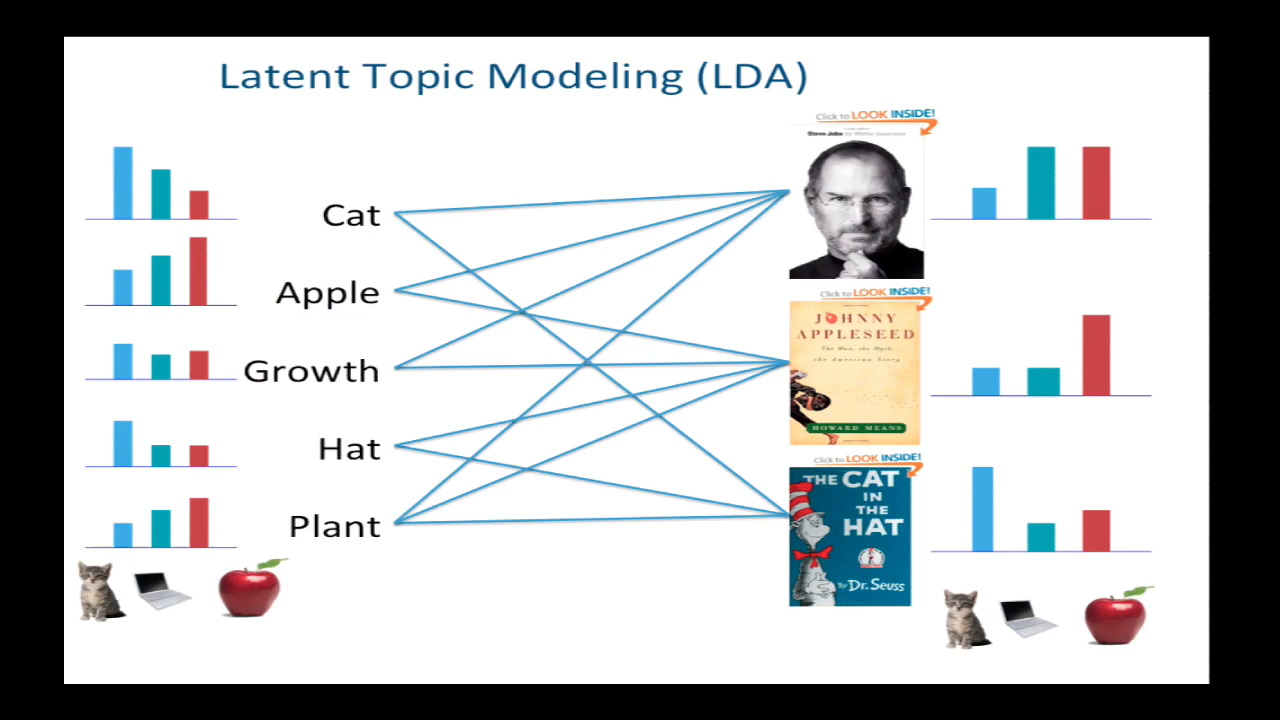 Latent Topic Modeling (LDA)
Cat
Apple
Growth
Hat
Plant
Click to LOOK INSIDE!
Steve Jobs by Walter Isaacson
Click to LOOK INSIDE!
JOHNNY
APPLESEED
The Man, the Myth,
the American Story
HOWARD MEANS
Click to LOOK INSIDE!
THE CAT
IN
THE
HAT
By Dr. Seuss